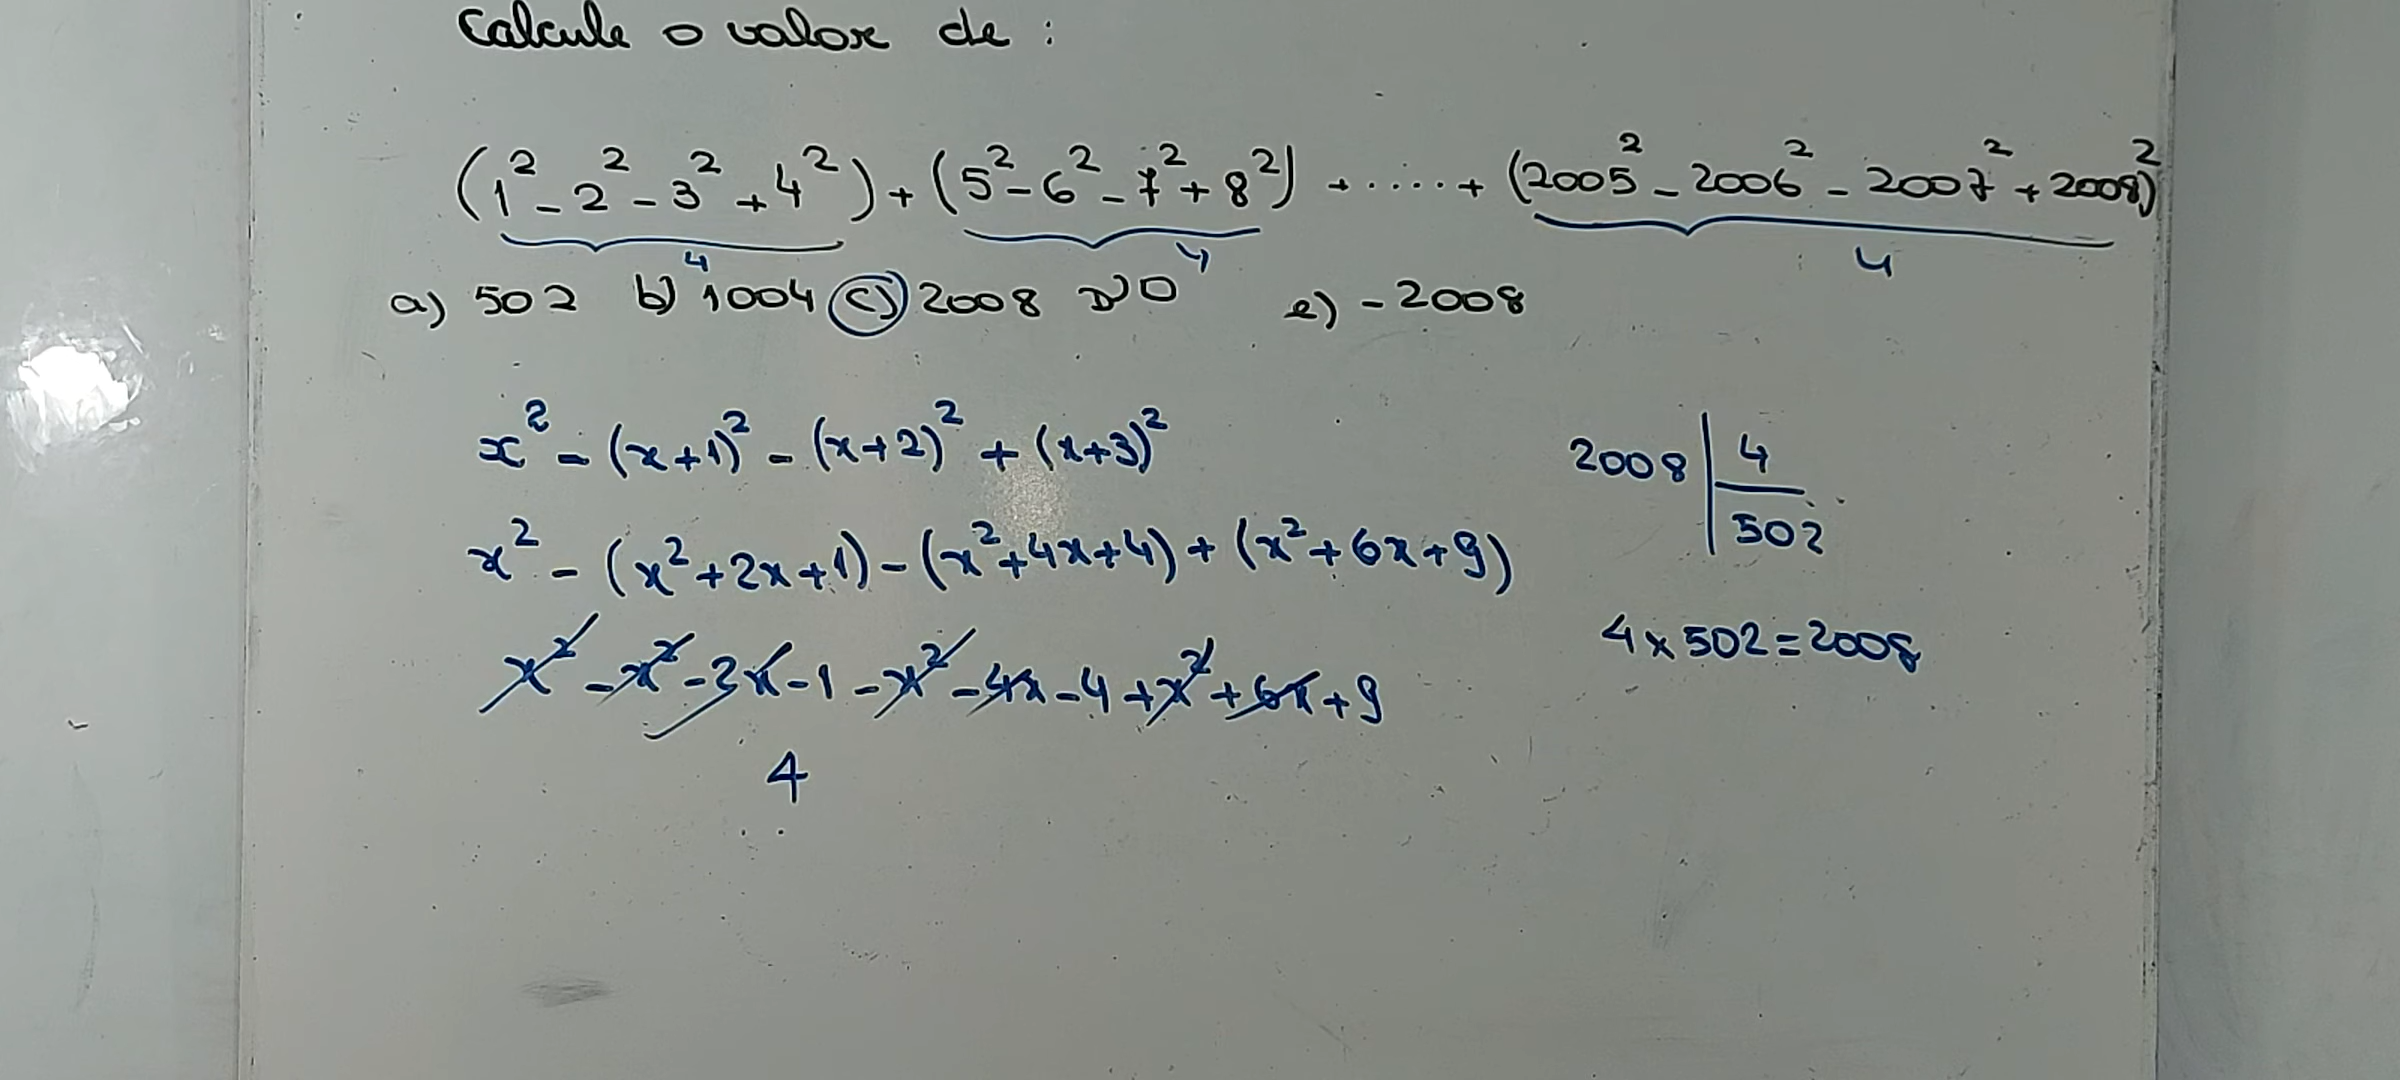 Calcule o valor de :
(1² - 2² - 3² + 4²) + (5² - 6² - 7² + 8²) + ..... + (2005² - 2006² - 2007² + 2008²)
4 4 4
a) 502 b) 1004 c) 2008 D) 0 e) - 2008
x² - (x+1)² - (x+2)² + (x+3)²
2008 | 4
502
x² - (x²+2x+1) - (x²+4x+4) + (x²+6x+9)
4 x 502 = 2008
x² - x² - 2x - 1 - x² - 4x - 4 + x² + 6x + 9
4